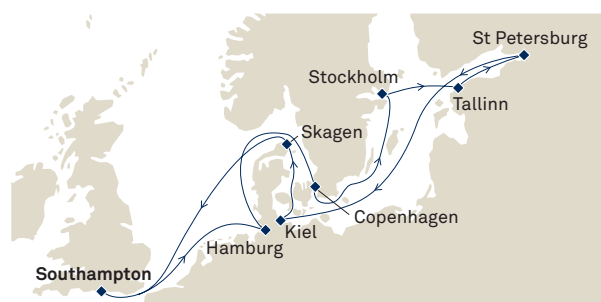 St Petersburg
Stockholm
Tallinn
Skagen
Copenhagen
Kiel
Hamburg
Southampton